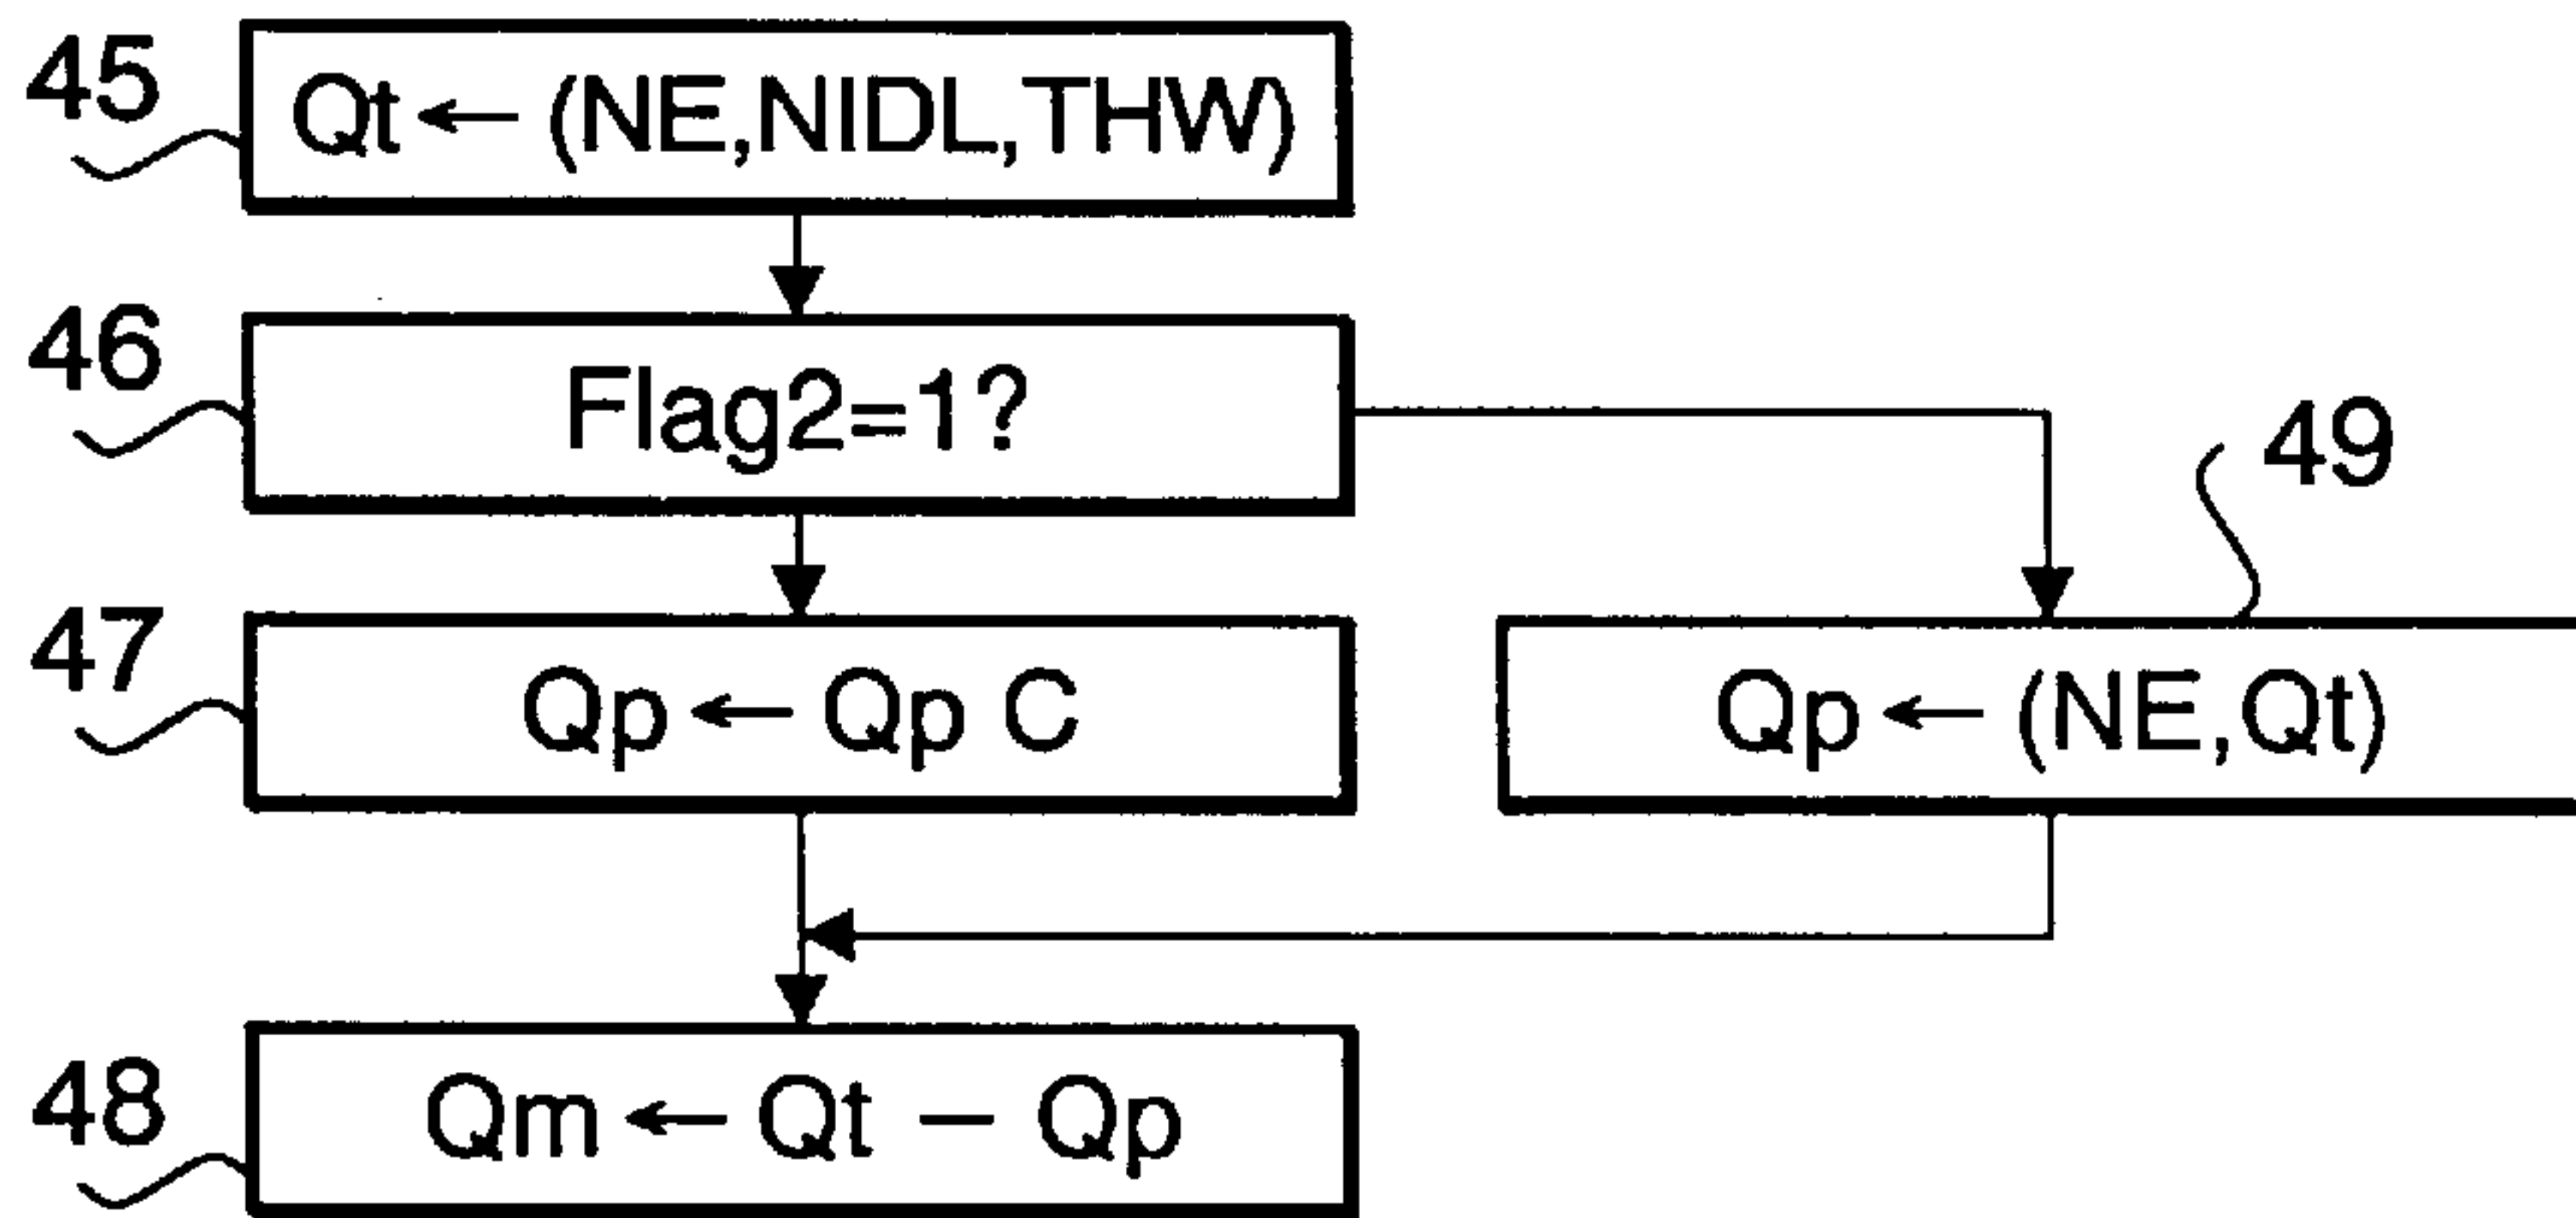 45
Qt ← (NE,NIDL,THW)
46
Flag2=1?
49
47
Qp ← Qp C
Qp ← (NE,Qt)
48
Qm ← Qt − Qp